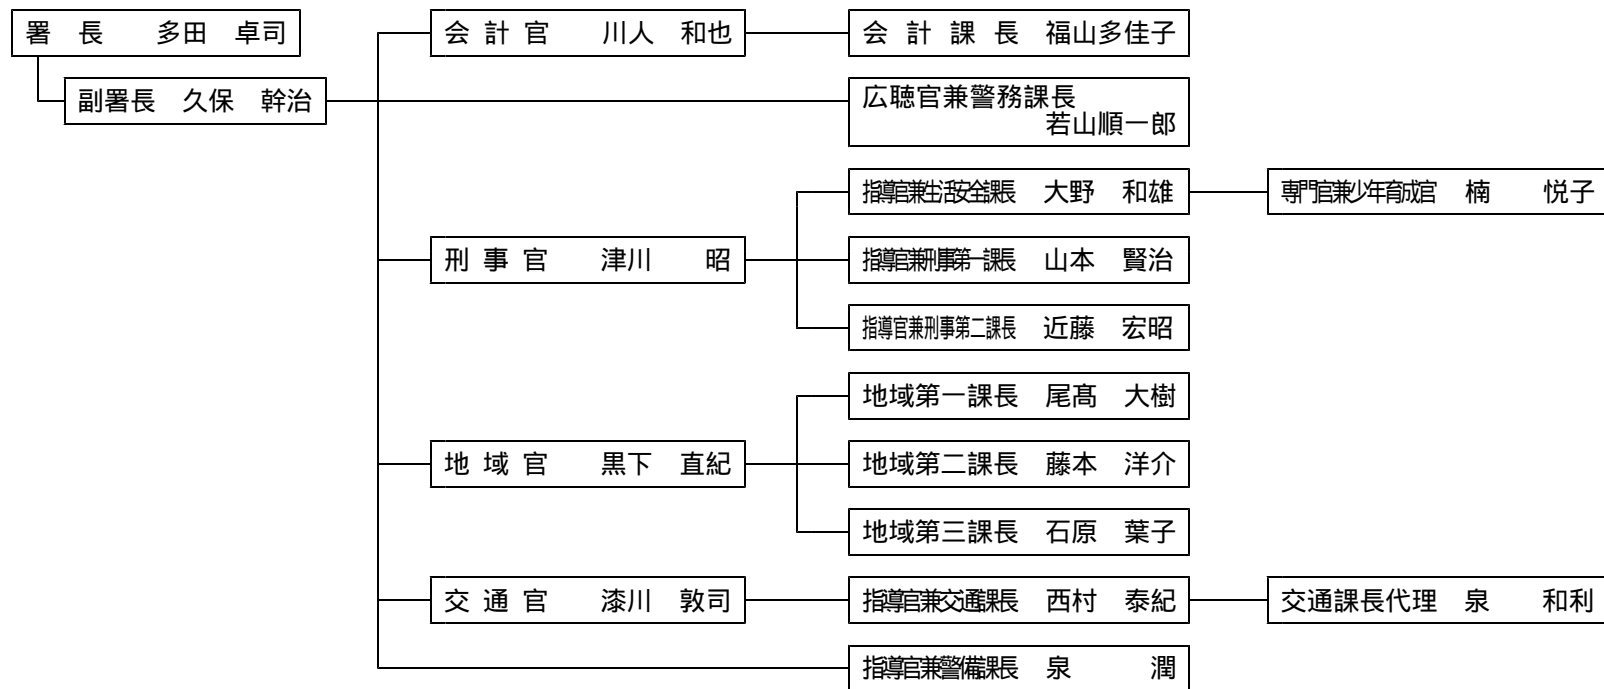 署　長　　多田　卓司
副署長　久保　幹治
会 計 官　　川人　和也
会 計 課 長　福山多佳子
広聴官兼警務課長
若山順一郎
指導官兼生活安全課長　大野　和雄
専門官兼少年育成官　楠　　悦子
刑 事 官　　津川　　昭
指導官兼刑事第一課長　山本　賢治
指導官兼刑事第二課長　近藤　宏昭
地 域 官　　黒下　直紀
地域第一課長　尾髙　大樹
地域第二課長　藤本　洋介
地域第三課長　石原　葉子
交 通 官　　漆川　敦司
指導官兼交通課長　西村　泰紀
交通課長代理　泉　　和利
指導官兼警備課長　泉　　　潤